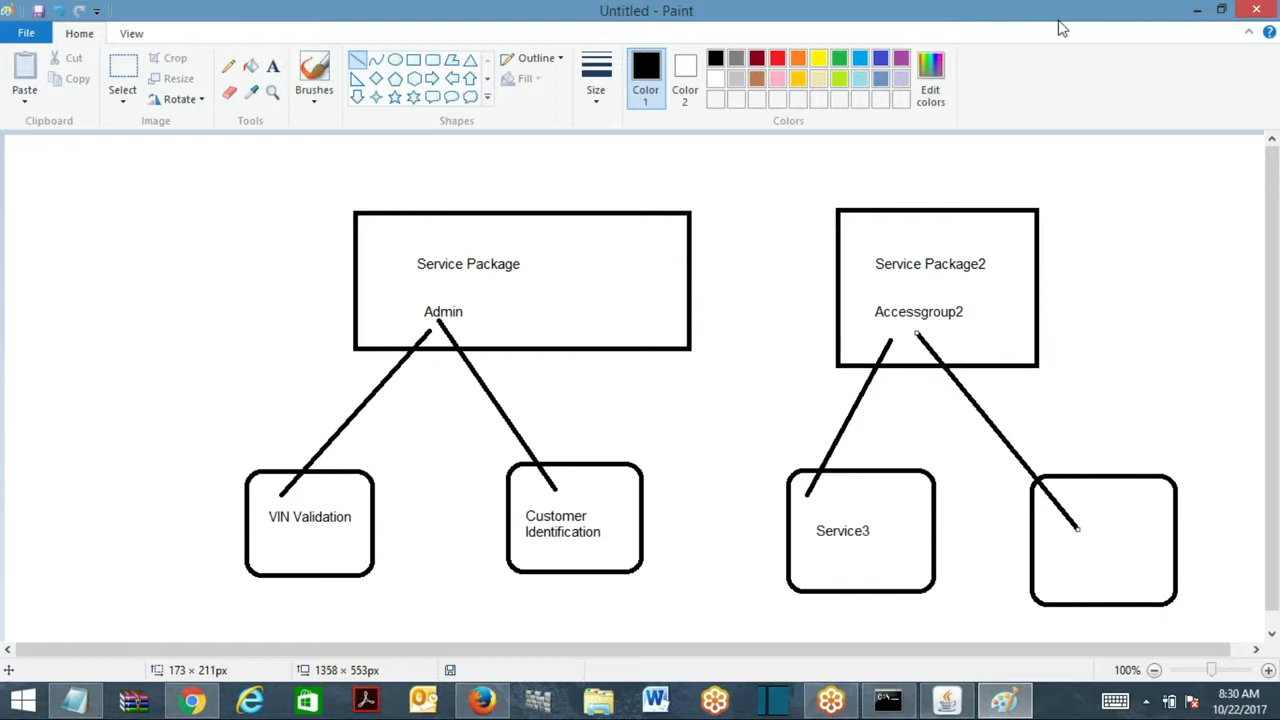 Untitled - Paint
File
Home
View
Cut
Copy
Paste
Clipboard
Crop
Resize
Rotate
Select
Image
Tools
Brushes
Outline
Fill
Shapes
Size
Color
1
Color
2
Edit
colors
Colors
Service Package
Admin
Service Package2
Accessgroup2
VIN Validation
Customer
Identification
Service3
173 × 211px
1358 × 553px
100%
8:30 AM
10/22/2017